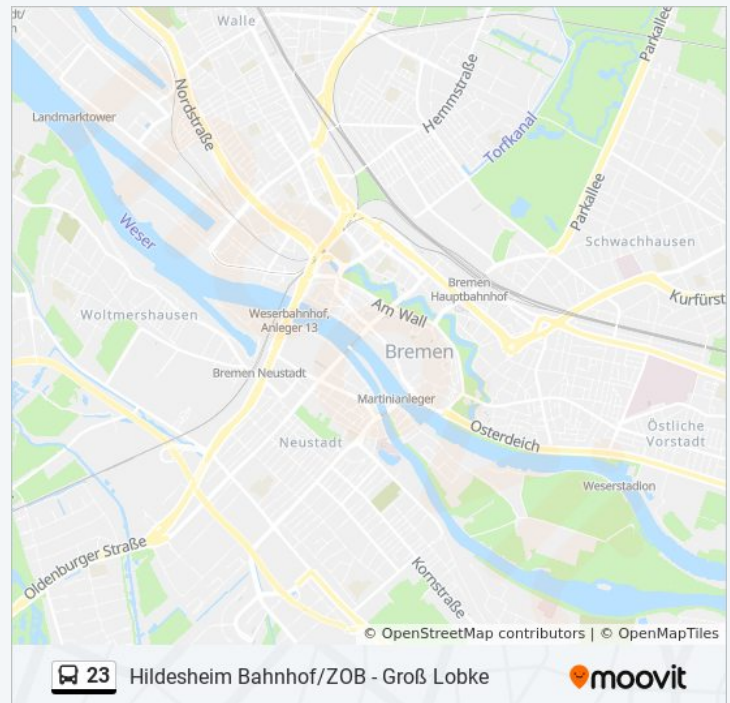 dt/
Walle
Parkallee
Hemmstraße
Nordstraße
Landmarktower
Torfkanal
Parkallee
Weser
Schwachhausen
Bremen
Hauptbahnhof
Kurfürst
Am Wall
Woltmershausen
Weserbahnhof,
Anleger 13
Bremen
Bremen Neustadt
Martinianleger
Osterdeich
Östliche
Vorstadt
Neustadt
Weserstadion
Oldenburger Straße
Kornstraße
© OpenStreetMap contributors | © OpenMapTiles
23 Hildesheim Bahnhof/ZOB - Groß Lobke
moovit